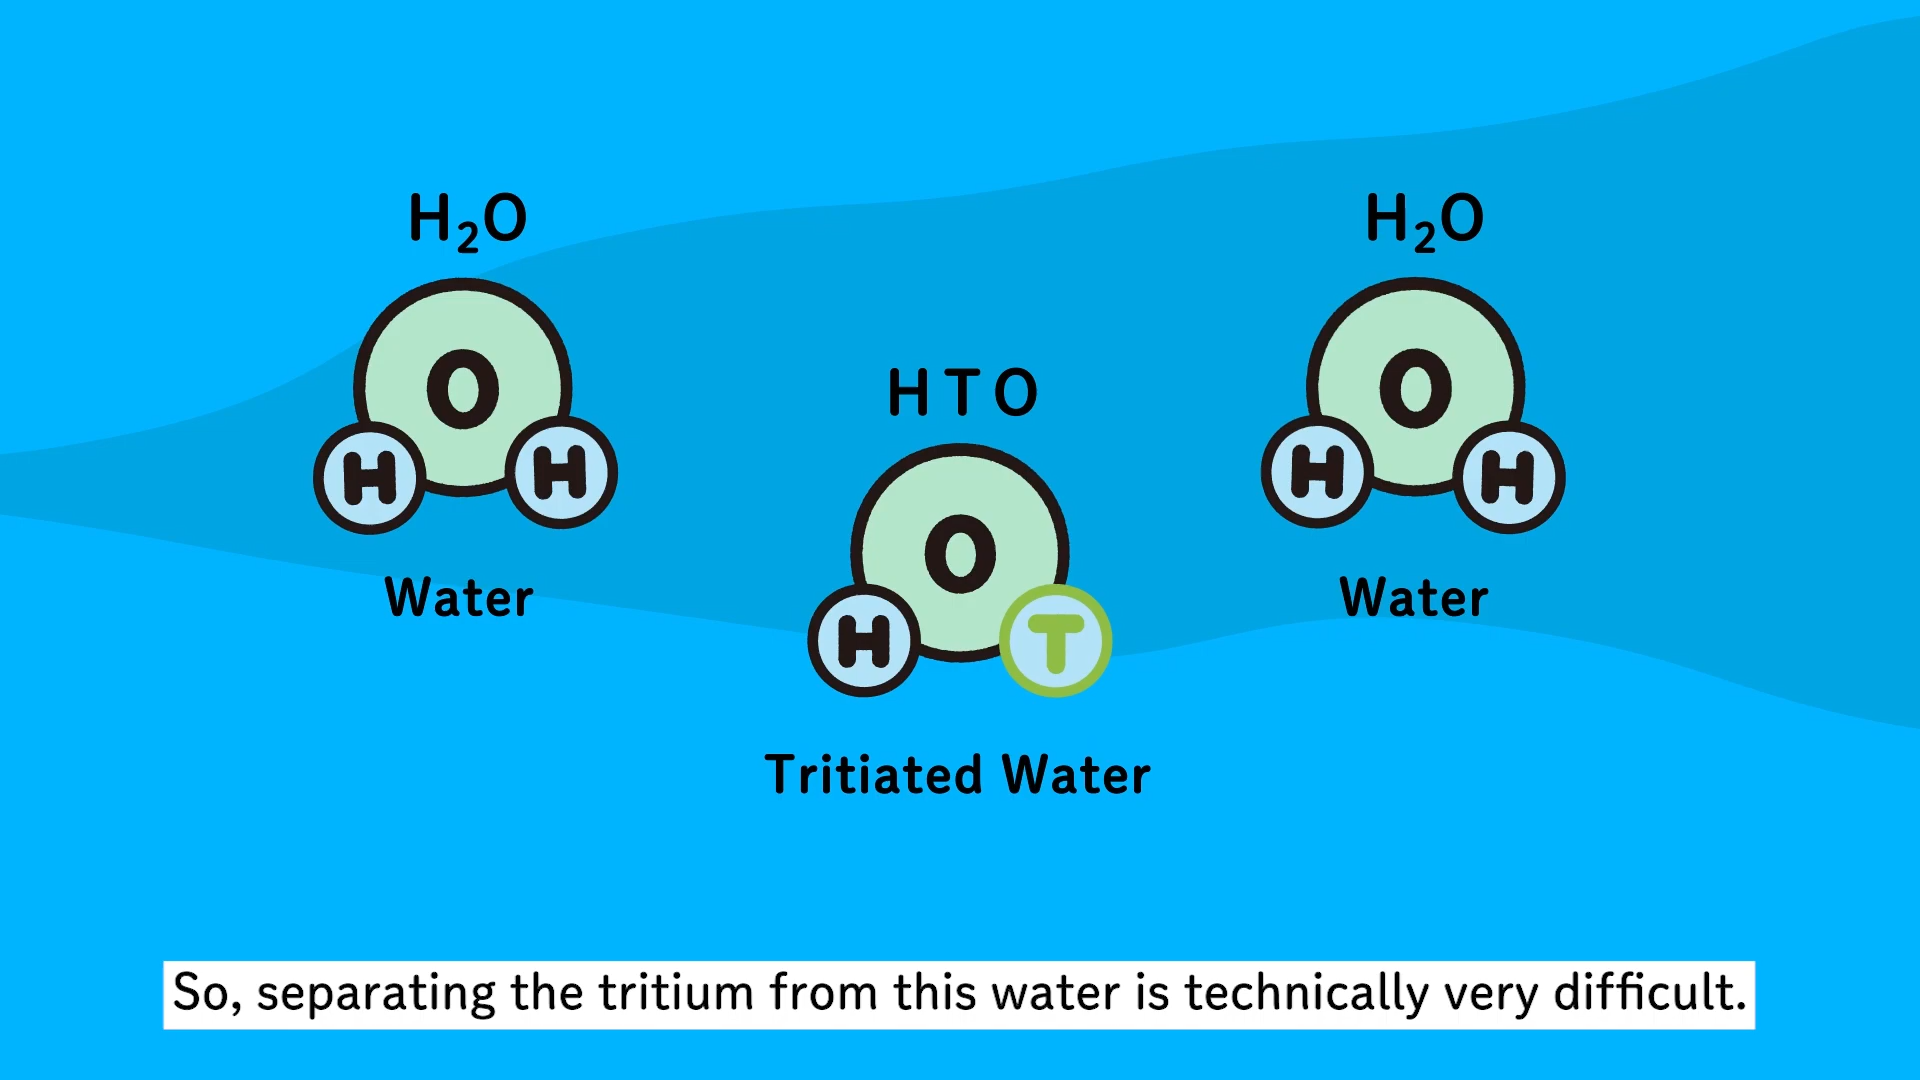 H₂O
O
H H
Water
HTO
O
H T
Tritiated Water
H₂O
O
H H
Water
So, separating the tritium from this water is technically very difficult.